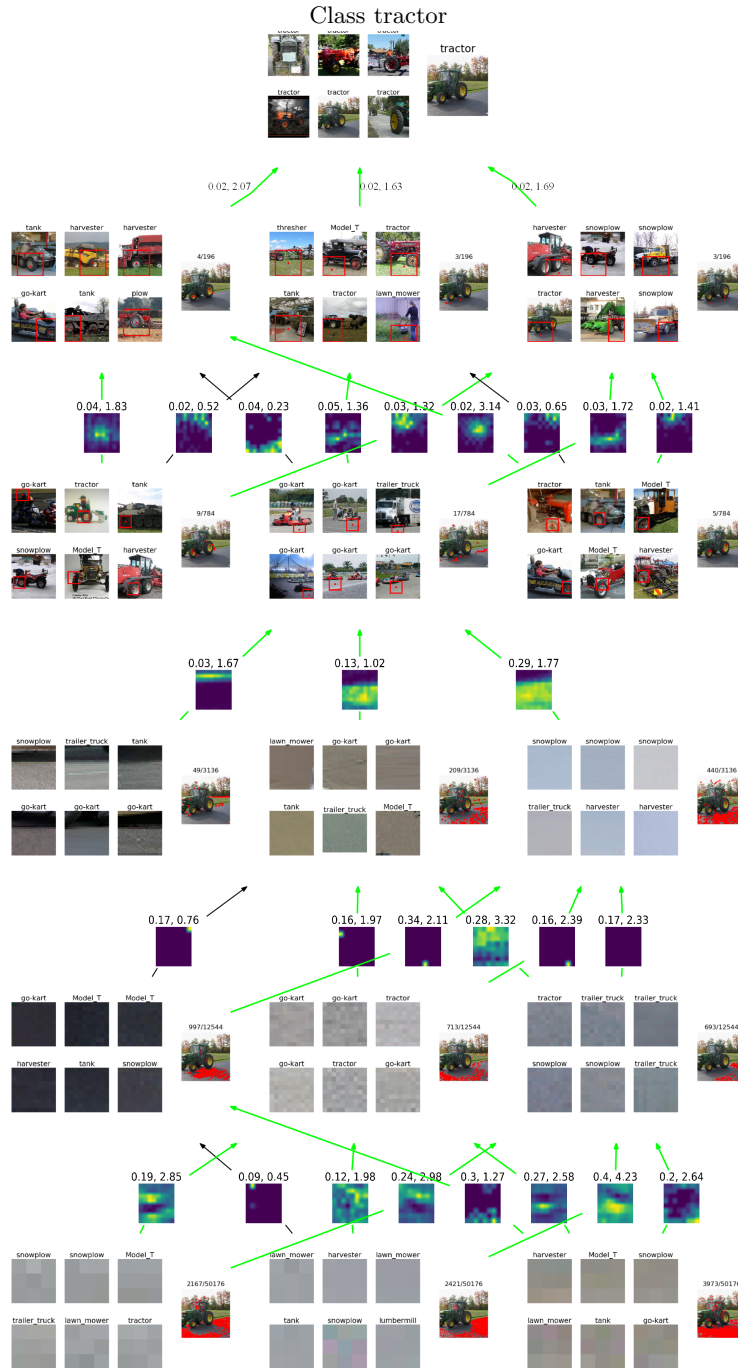 Class tractor
tractor tractor tractor
tractor
tractor tractor tractor
0.02, 2.07 0.02, 1.63 0.02, 1.69
tank harvester harvester thresher Model_T tractor harvester snowplow snowplow
4/196 3/196 3/196
go-kart tank plow tank tractor lawn_mower tractor harvester snowplow
0.04, 1.83 0.02, 0.52 0.04, 0.23 0.05, 1.36 0.03, 1.32 0.02, 3.14 0.03, 0.65 0.03, 1.72 0.02, 1.41
go-kart tractor tank go-kart go-kart trailer_truck tractor tank Model_T
9/784 17/784 5/784
snowplow Model_T harvester go-kart go-kart go-kart go-kart Model_T harvester
0.03, 1.67 0.13, 1.02 0.29, 1.77
snowplow trailer_truck tank lawn_mower go-kart go-kart snowplow snowplow snowplow
49/3136 209/3136 440/3136
go-kart go-kart go-kart tank trailer_truck Model_T trailer_truck harvester harvester
0.17, 0.76 0.16, 1.97 0.34, 2.11 0.28, 3.32 0.16, 2.39 0.17, 2.33
go-kart Model_T Model_T go-kart go-kart tractor tractor trailer_truck trailer_truck
997/12544 713/12544 693/12544
harvester tank snowplow go-kart tractor go-kart snowplow snowplow trailer_truck
0.19, 2.85 0.09, 0.45 0.12, 1.98 0.24, 2.98 0.3, 1.27 0.27, 2.58 0.4, 4.23 0.2, 2.64
snowplow snowplow Model_T lawn_mower harvester lawn_mower harvester Model_T snowplow
2167/50176 2421/50176 3973/50176
trailer_truck lawn_mower tractor tank snowplow lumbermill lawn_mower tank go-kart